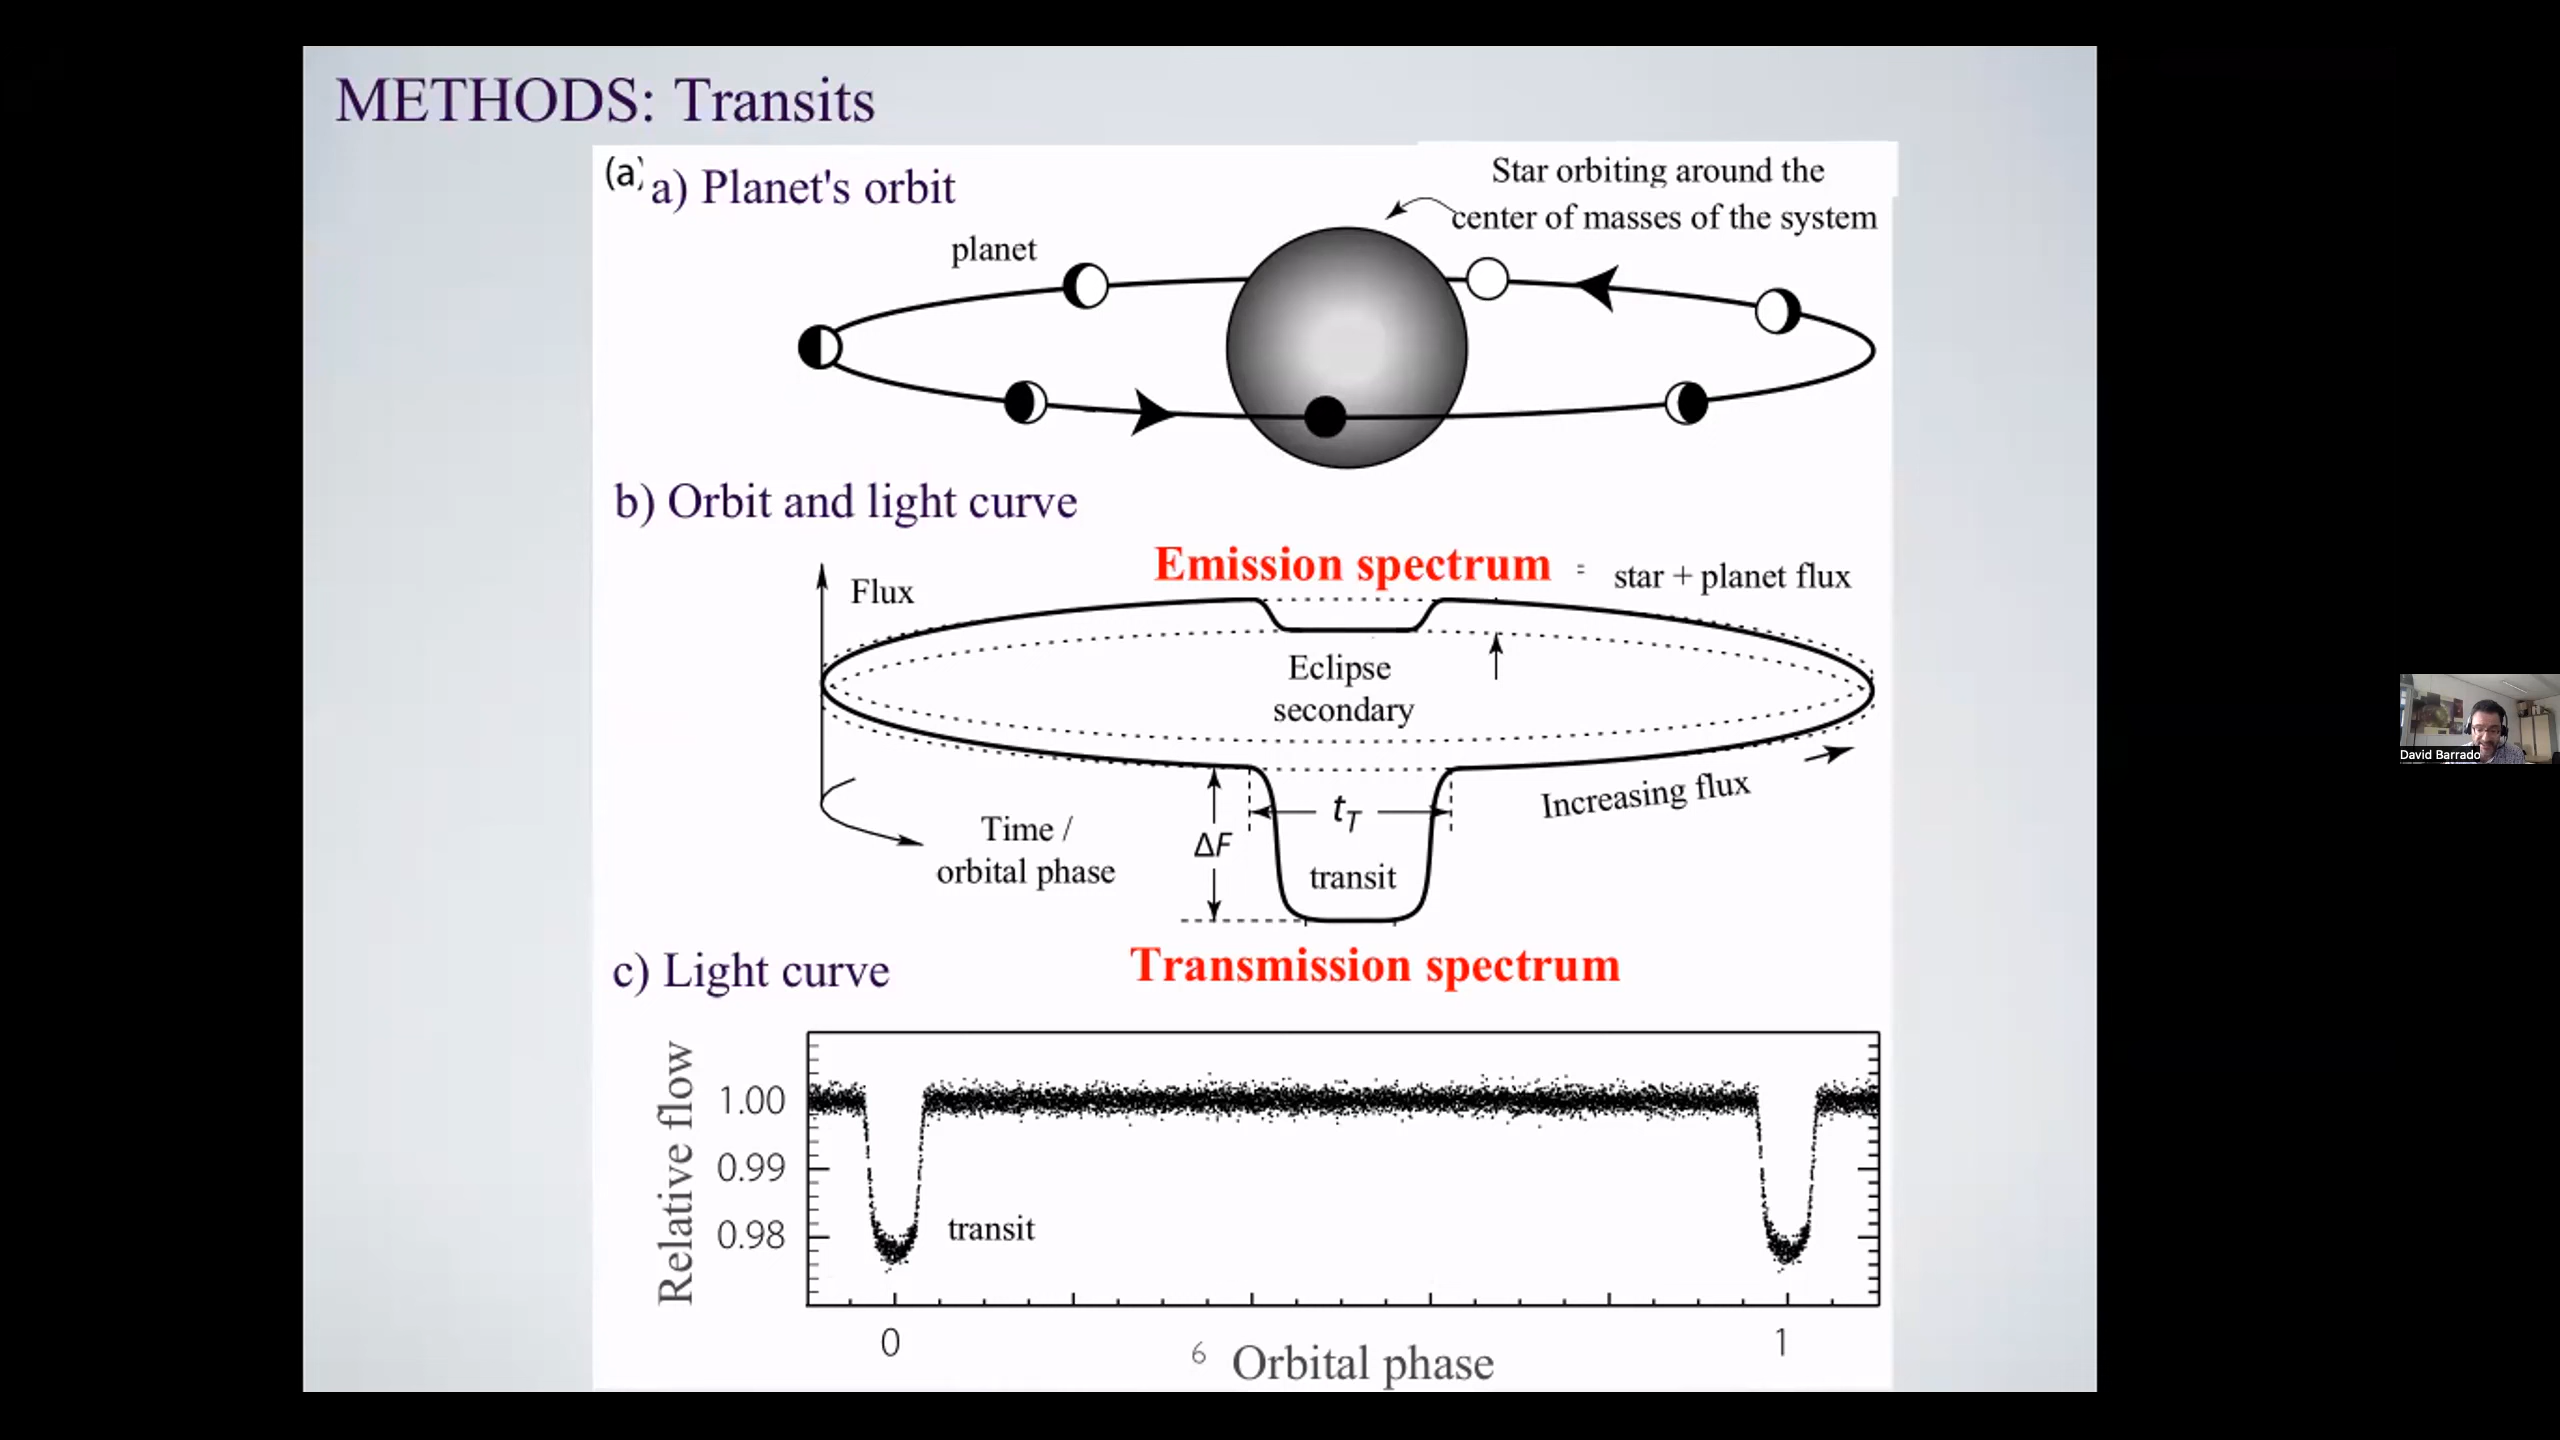 METHODS: Transits
(a)
a) Planet's orbit
Star orbiting around the
center of masses of the system
planet
b) Orbit and light curve
Emission spectrum = star + planet flux
Flux
Eclipse
secondary
Increasing flux
Time /
orbital phase
ΔF
tT
transit
c) Light curve
Transmission spectrum
Relative flow
1.00
0.99
0.98
transit
0
1
6
Orbital phase
David Barrado